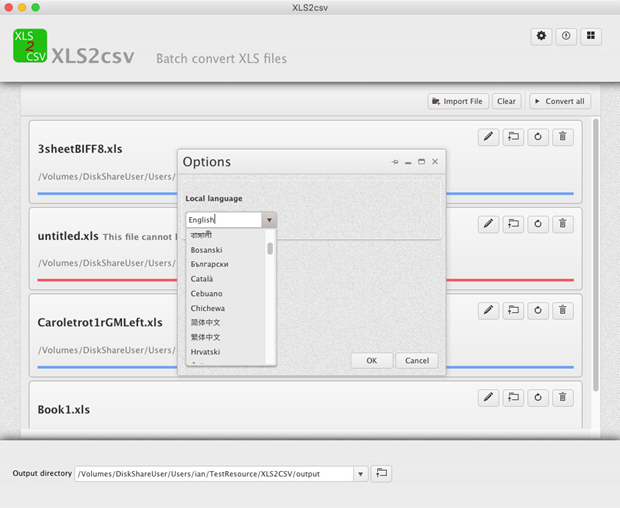 XLS2csv
XLS
2
CSV
XLS2csv
Batch convert XLS files
Import File
Clear
Convert all
3sheetBIFF8.xls
/Volumes/DiskShareUser/Users/
untitled.xls This file cannot
/Volumes/DiskShareUser/Users/
Caroletrot1rGMLeft.xls
/Volumes/DiskShareUser/Users/
Book1.xls
Options
Local language
English
বাঙ্গালী
Bosanski
Български
Català
Cebuano
Chichewa
简体中文
繁体中文
Hrvatski
OK
Cancel
Output directory
/Volumes/DiskShareUser/Users/ian/TestResource/XLS2CSV/output